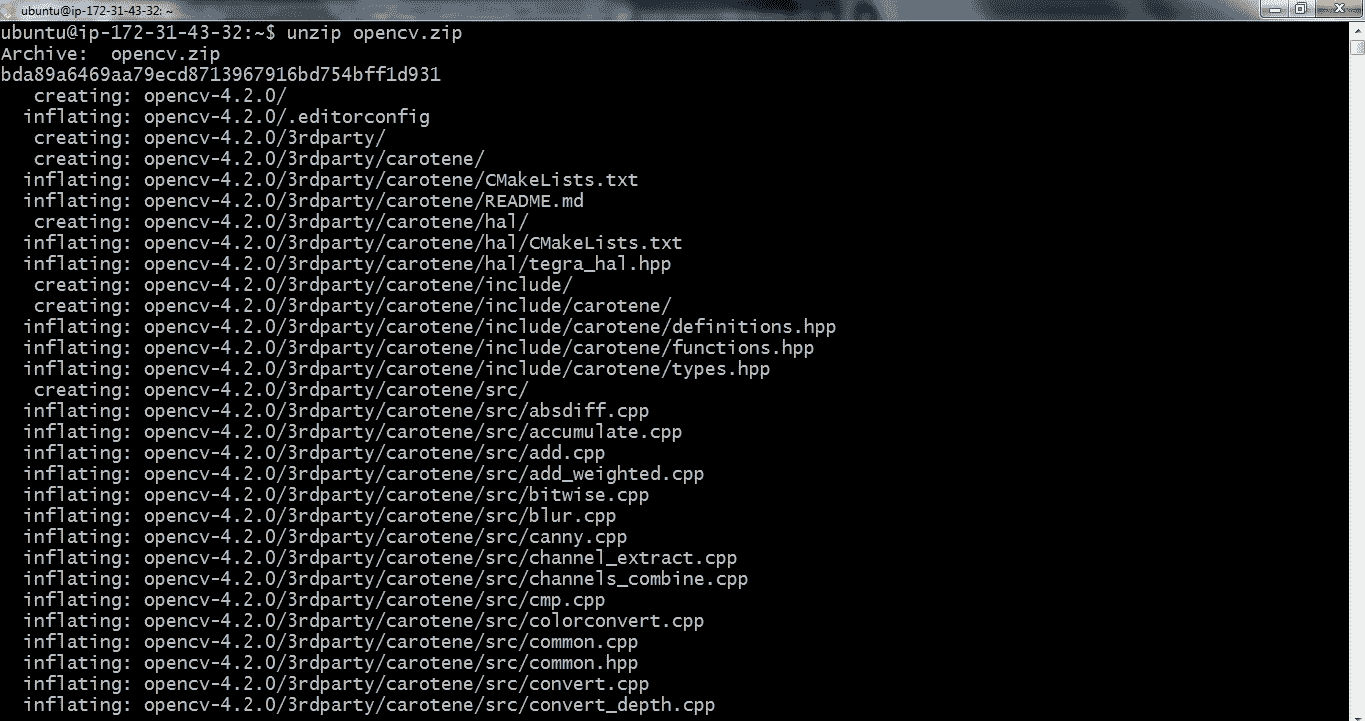 ubuntu@ip-172-31-43-32: ~
ubuntu@ip-172-31-43-32:~$ unzip opencv.zip
Archive:  opencv.zip
bda89a6469aa79ecd8713967916bd754bff1d931
   creating: opencv-4.2.0/
  inflating: opencv-4.2.0/.editorconfig
   creating: opencv-4.2.0/3rdparty/
   creating: opencv-4.2.0/3rdparty/carotene/
  inflating: opencv-4.2.0/3rdparty/carotene/CMakeLists.txt
  inflating: opencv-4.2.0/3rdparty/carotene/README.md
   creating: opencv-4.2.0/3rdparty/carotene/hal/
  inflating: opencv-4.2.0/3rdparty/carotene/hal/CMakeLists.txt
  inflating: opencv-4.2.0/3rdparty/carotene/hal/tegra_hal.hpp
   creating: opencv-4.2.0/3rdparty/carotene/include/
   creating: opencv-4.2.0/3rdparty/carotene/include/carotene/
  inflating: opencv-4.2.0/3rdparty/carotene/include/carotene/definitions.hpp
  inflating: opencv-4.2.0/3rdparty/carotene/include/carotene/functions.hpp
  inflating: opencv-4.2.0/3rdparty/carotene/include/carotene/types.hpp
   creating: opencv-4.2.0/3rdparty/carotene/src/
  inflating: opencv-4.2.0/3rdparty/carotene/src/absdiff.cpp
  inflating: opencv-4.2.0/3rdparty/carotene/src/accumulate.cpp
  inflating: opencv-4.2.0/3rdparty/carotene/src/add.cpp
  inflating: opencv-4.2.0/3rdparty/carotene/src/add_weighted.cpp
  inflating: opencv-4.2.0/3rdparty/carotene/src/bitwise.cpp
  inflating: opencv-4.2.0/3rdparty/carotene/src/blur.cpp
  inflating: opencv-4.2.0/3rdparty/carotene/src/canny.cpp
  inflating: opencv-4.2.0/3rdparty/carotene/src/channel_extract.cpp
  inflating: opencv-4.2.0/3rdparty/carotene/src/channels_combine.cpp
  inflating: opencv-4.2.0/3rdparty/carotene/src/cmp.cpp
  inflating: opencv-4.2.0/3rdparty/carotene/src/colorconvert.cpp
  inflating: opencv-4.2.0/3rdparty/carotene/src/common.cpp
  inflating: opencv-4.2.0/3rdparty/carotene/src/common.hpp
  inflating: opencv-4.2.0/3rdparty/carotene/src/convert.cpp
  inflating: opencv-4.2.0/3rdparty/carotene/src/convert_depth.cpp